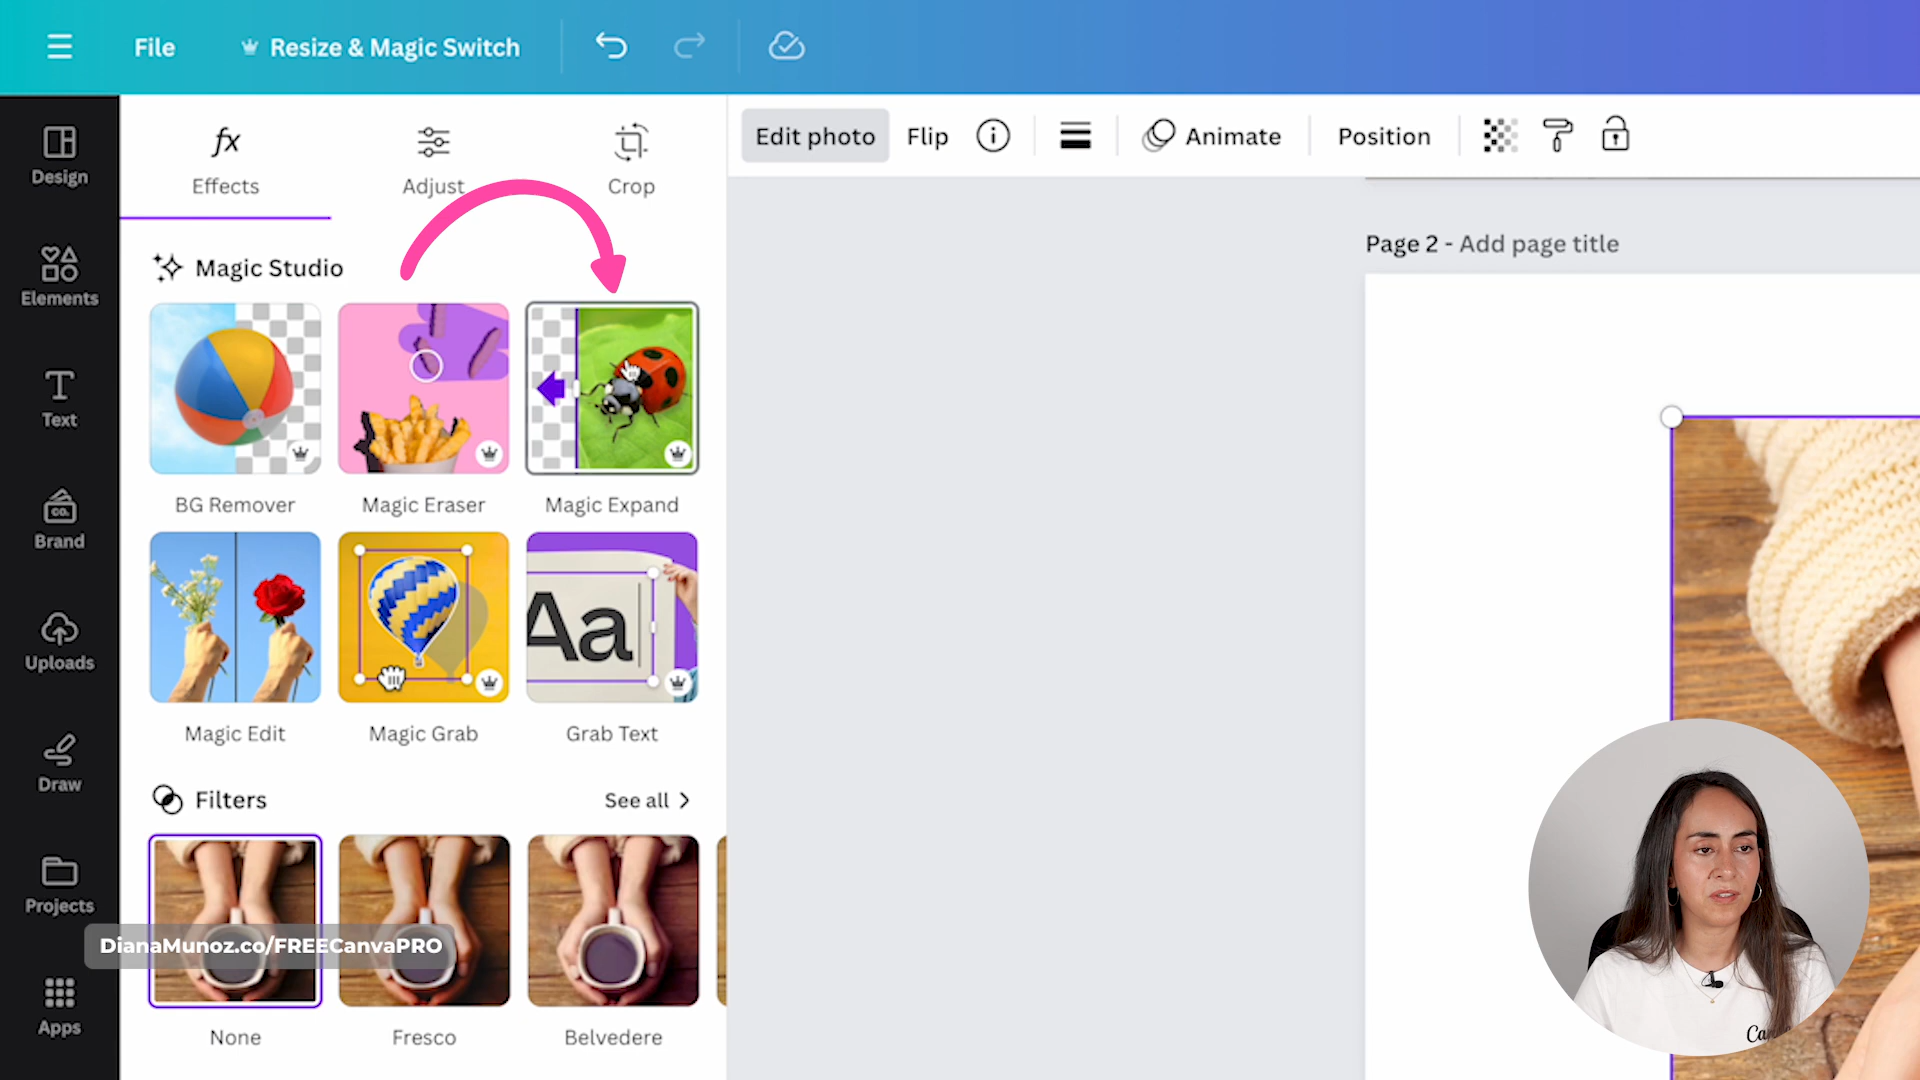 File
Resize & Magic Switch
Design
Elements
Text
CO.
Brand
Uploads
Draw
Projects
Apps
fx
Effects
Adjust
Crop
Edit photo
Flip
Animate
Position
Magic Studio
BG Remover
Magic Eraser
Magic Expand
Aa
Magic Edit
Magic Grab
Grab Text
Filters
See all
DianaMunoz.co/FREECanvaPRO
None
Fresco
Belvedere
Page 2 - Add page title